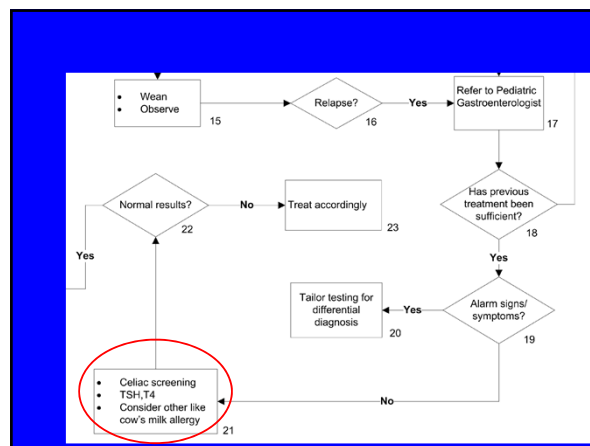 • Wean
• Observe
15
Relapse?
16
Yes
Refer to Pediatric
Gastroenterologist
17
Has previous
treatment been
sufficient?
18
Yes
Alarm signs/
symptoms?
19
Yes
Tailor testing for
differential
diagnosis
20
No
• Celiac screening
• TSH,T4
• Consider other like
cow's milk allergy
21
Normal results?
22
No
Treat accordingly
23
Yes